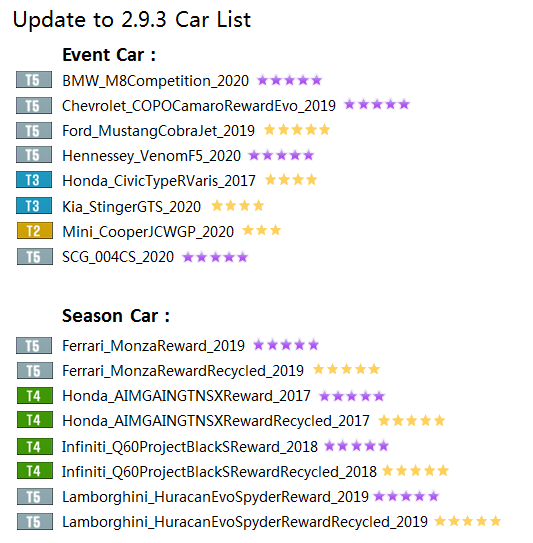 Update to 2.9.3 Car List
Event Car :
T5 BMW_M8Competition_2020
T5 Chevrolet_COPOCamaroRewardEvo_2019
T5 Ford_MustangCobraJet_2019
T5 Hennessey_VenomF5_2020
T3 Honda_CivicTypeRVaris_2017
T3 Kia_StingerGTS_2020
T2 Mini_CooperJCWGP_2020
T5 SCG_004CS_2020
Season Car :
T5 Ferrari_MonzaReward_2019
T5 Ferrari_MonzaRewardRecycled_2019
T4 Honda_AIMGAINGTNSXReward_2017
T4 Honda_AIMGAINGTNSXRewardRecycled_2017
T4 Infiniti_Q60ProjectBlackSReward_2018
T4 Infiniti_Q60ProjectBlackSRewardRecycled_2018
T5 Lamborghini_HuracanEvoSpyderReward_2019
T5 Lamborghini_HuracanEvoSpyderRewardRecycled_2019